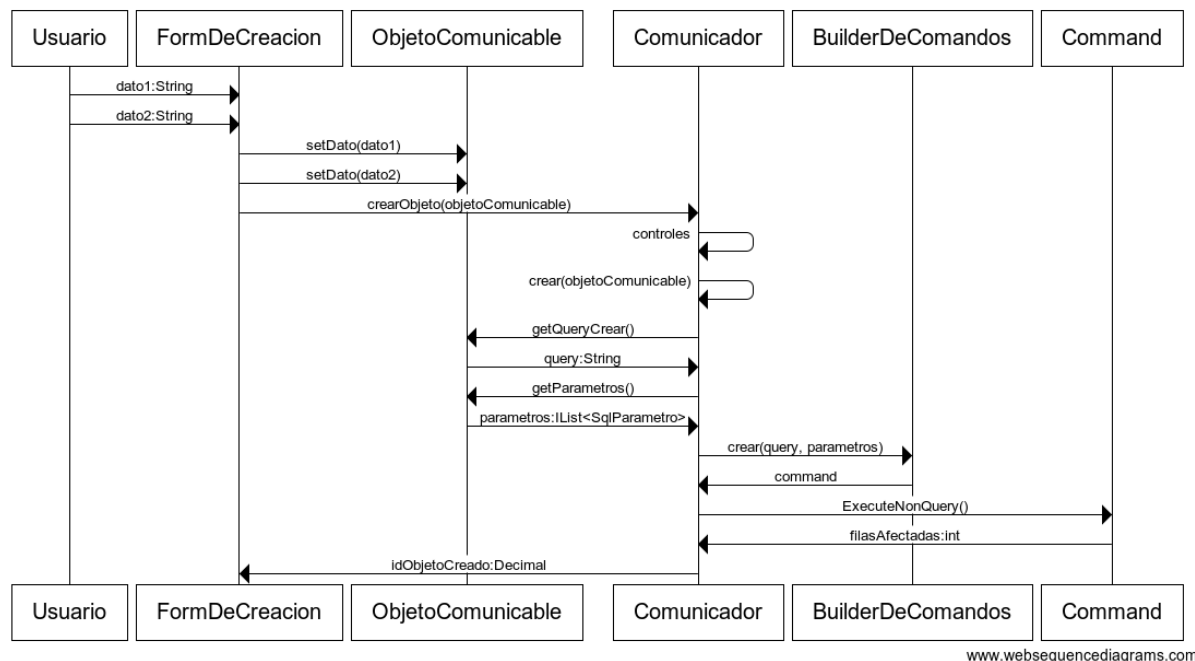 Usuario FormDeCreacion ObjetoComunicable Comunicador BuilderDeComandos Command
dato1:String
dato2:String
setDato(dato1)
setDato(dato2)
crearObjeto(objetoComunicable)
controles
crear(objetoComunicable)
getQueryCrear()
query:String
getParametros()
parametros:IList<SqlParametro>
crear(query, parametros)
command
ExecuteNonQuery()
filasAfectadas:int
idObjetoCreado:Decimal
Usuario FormDeCreacion ObjetoComunicable Comunicador BuilderDeComandos Command
www.websequencediagrams.com